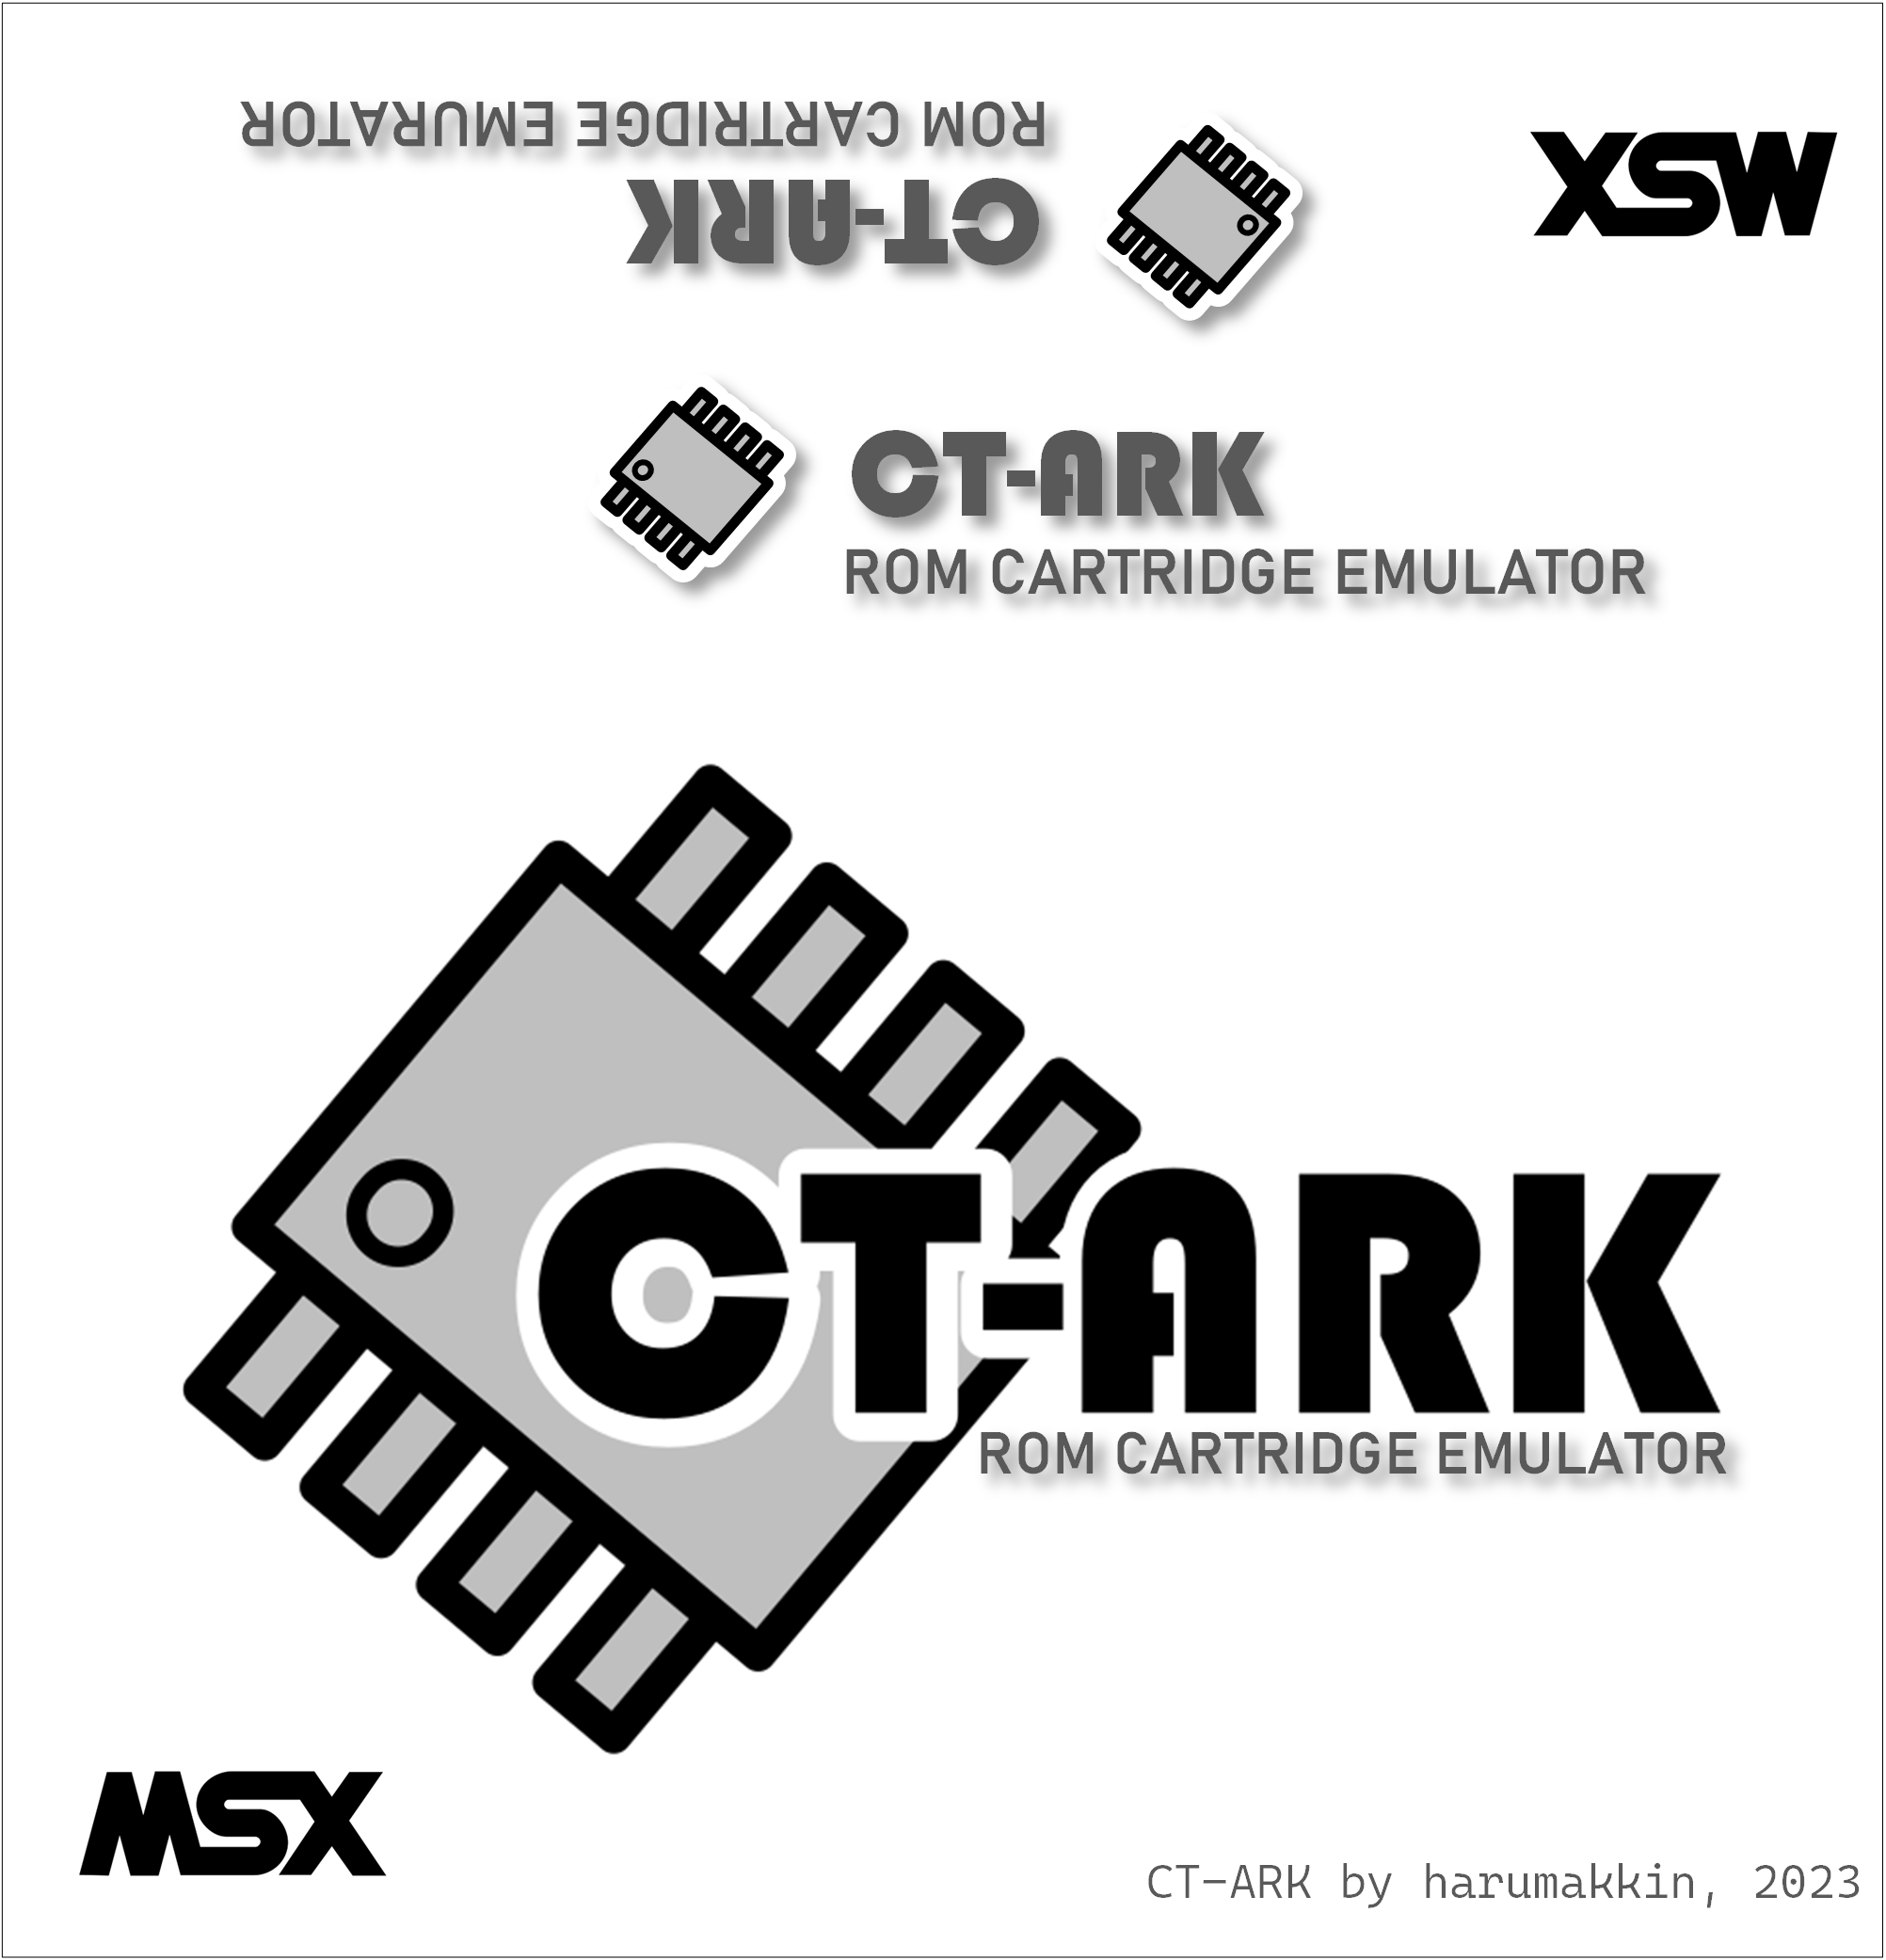 ROM CARTRIDGE EMURATOR
CT-ARK
MSX
CT-ARK
ROM CARTRIDGE EMULATOR
CT-ARK
ROM CARTRIDGE EMULATOR
MSX
CT-ARK by harumakkin, 2023